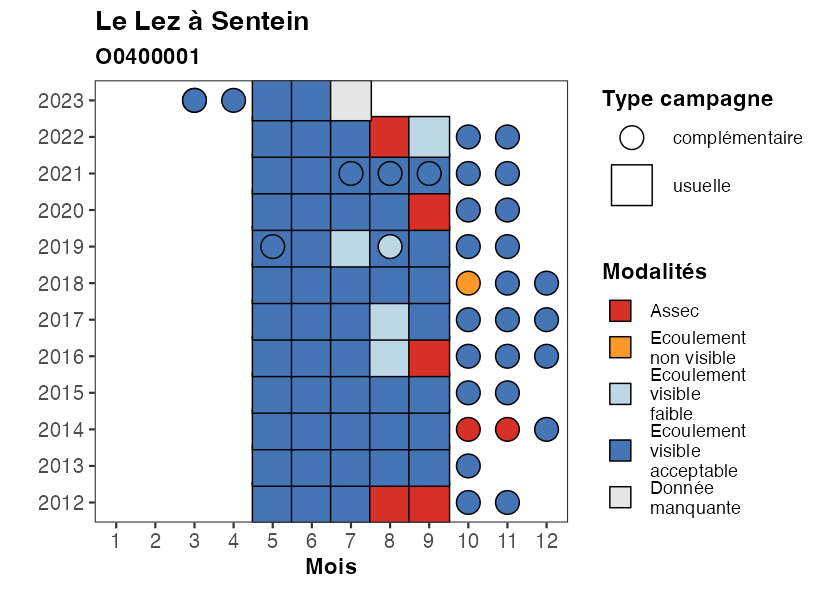 Le Lez à Sentein
O0400001
2023
2022
2021
2020
2019
2018
2017
2016
2015
2014
2013
2012
1 2 3 4 5 6 7 8 9 10 11 12
Mois
Type campagne
complémentaire
usuelle
Modalités
Assec
Ecoulement
non visible
Ecoulement
visible
faible
Ecoulement
visible
acceptable
Donnée
manquante